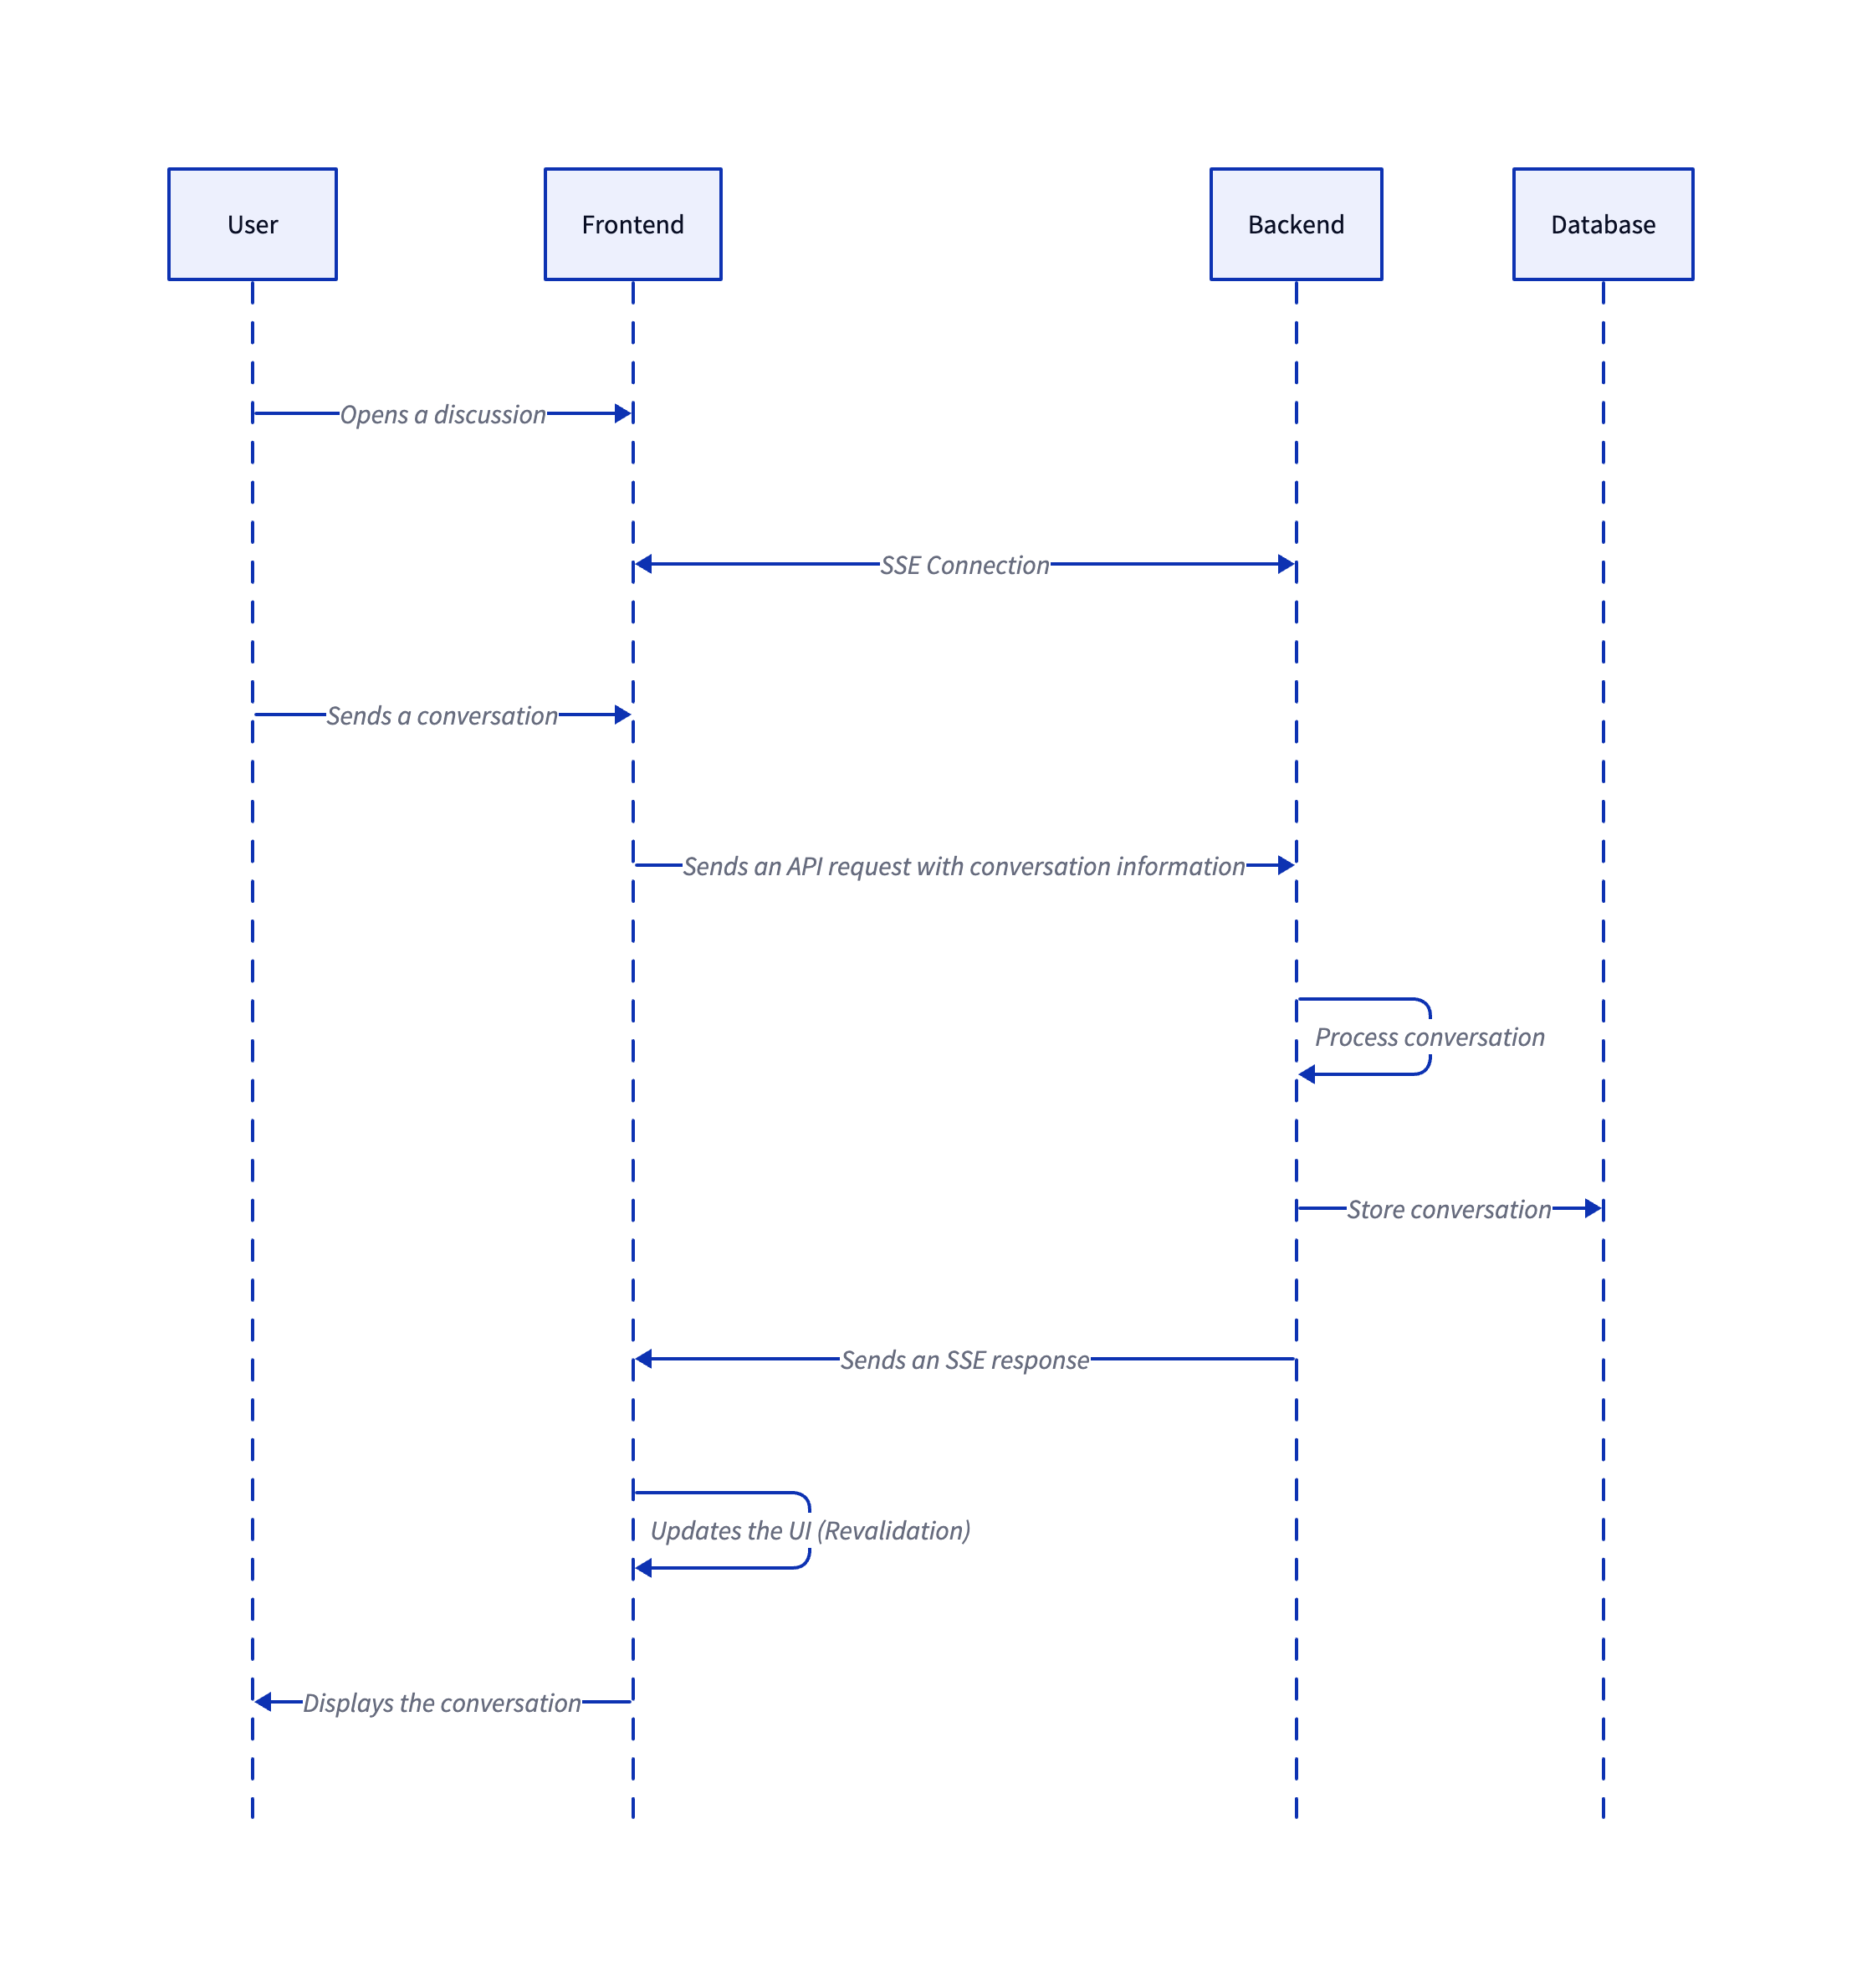 User
Frontend
Backend
Database
Opens a discussion
SSE Connection
Sends a conversation
Sends an API request with conversation information
Process conversation
Store conversation
Sends an SSE response
Updates the UI (Revalidation)
Displays the conversation